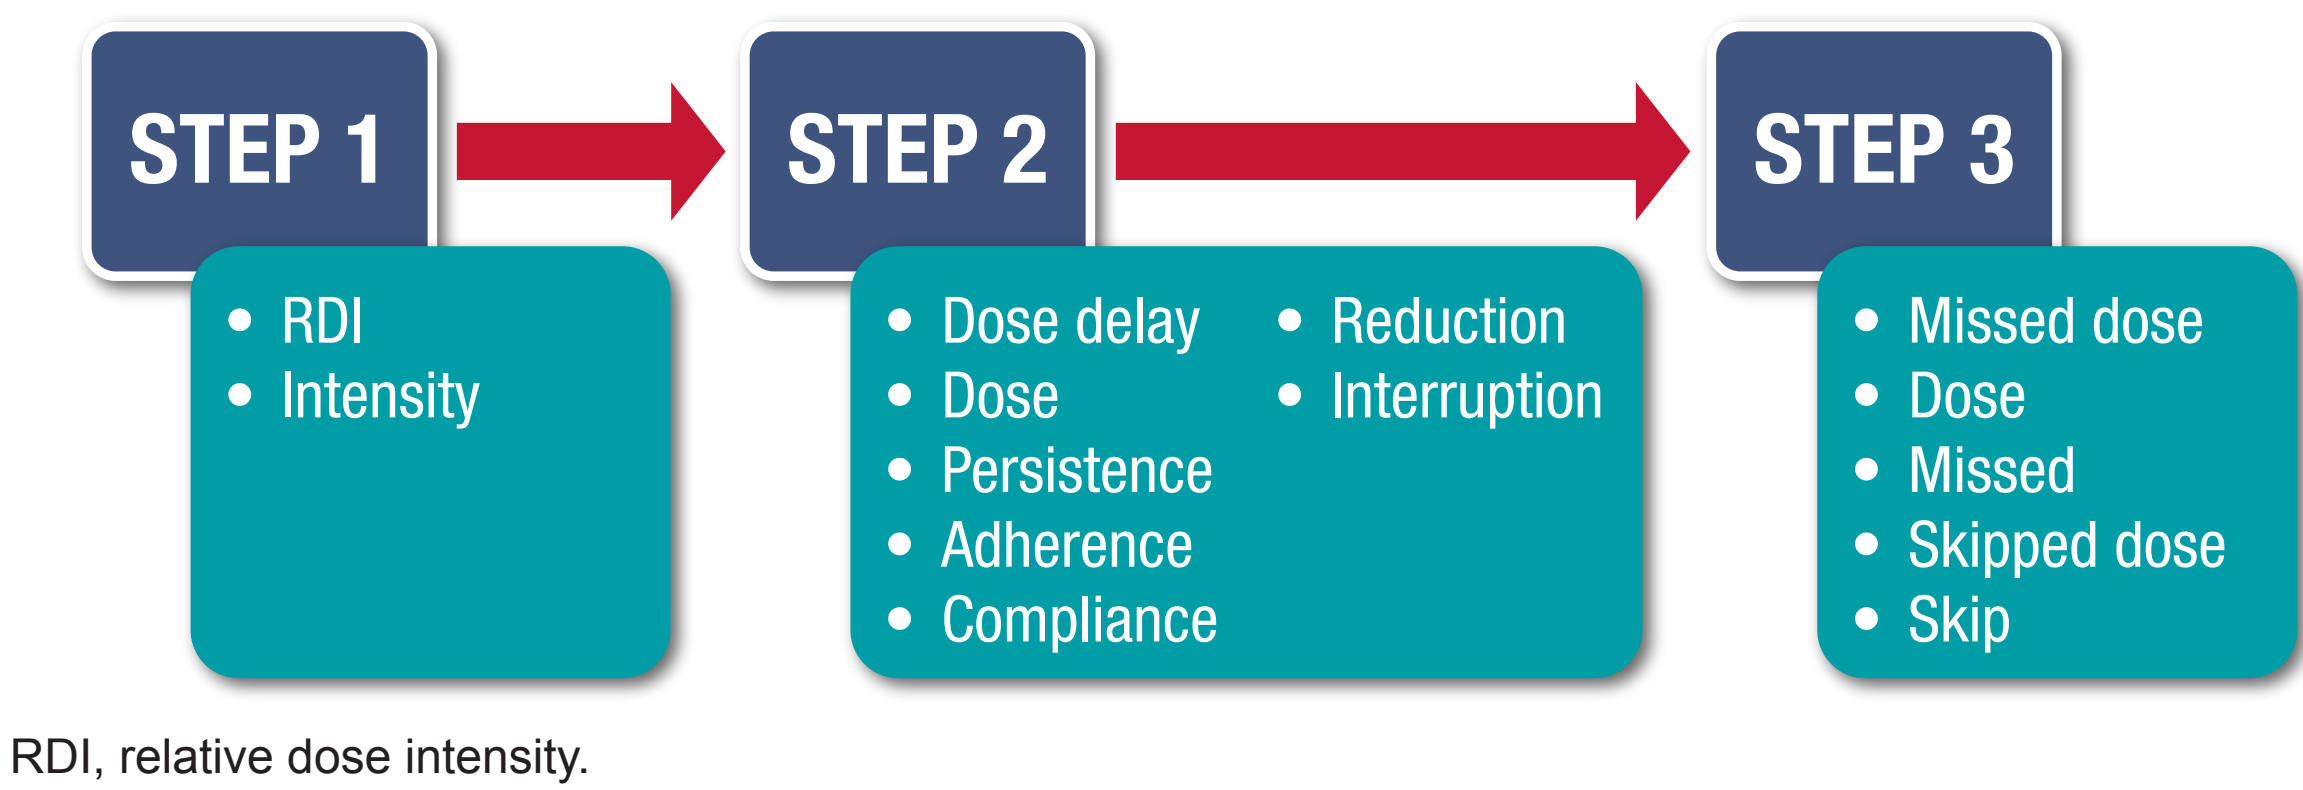 STEP 1
• RDI
• Intensity
STEP 2
• Dose delay
• Dose
• Persistence
• Adherence
• Compliance
• Reduction
• Interruption
STEP 3
• Missed dose
• Dose
• Missed
• Skipped dose
• Skip
RDI, relative dose intensity.